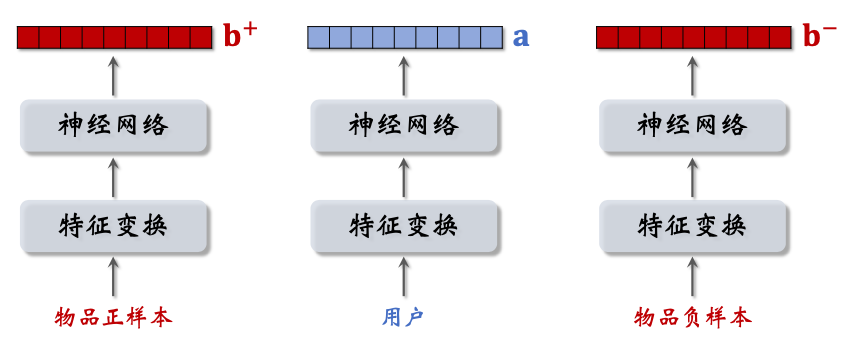 b⁺ a b⁻
神经网络 神经网络 神经网络
特征变换 特征变换 特征变换
物品正样本 用户 物品负样本